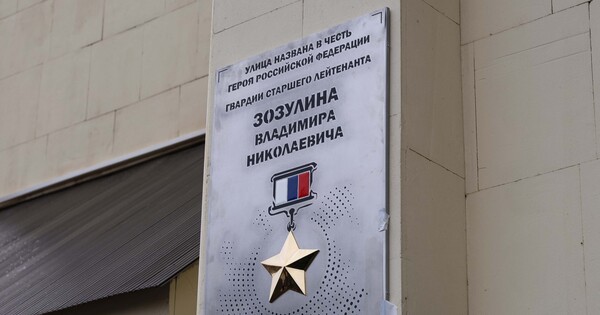 УЛИЦА НАЗВАНА В ЧЕСТЬ
ГЕРОЯ РОССИЙСКОЙ ФЕДЕРАЦИИ
ГВАРДИИ СТАРШЕГО ЛЕЙТЕНАНТА
ЗОЗУЛИНА
ВЛАДИМИРА
НИКОЛАЕВИЧА